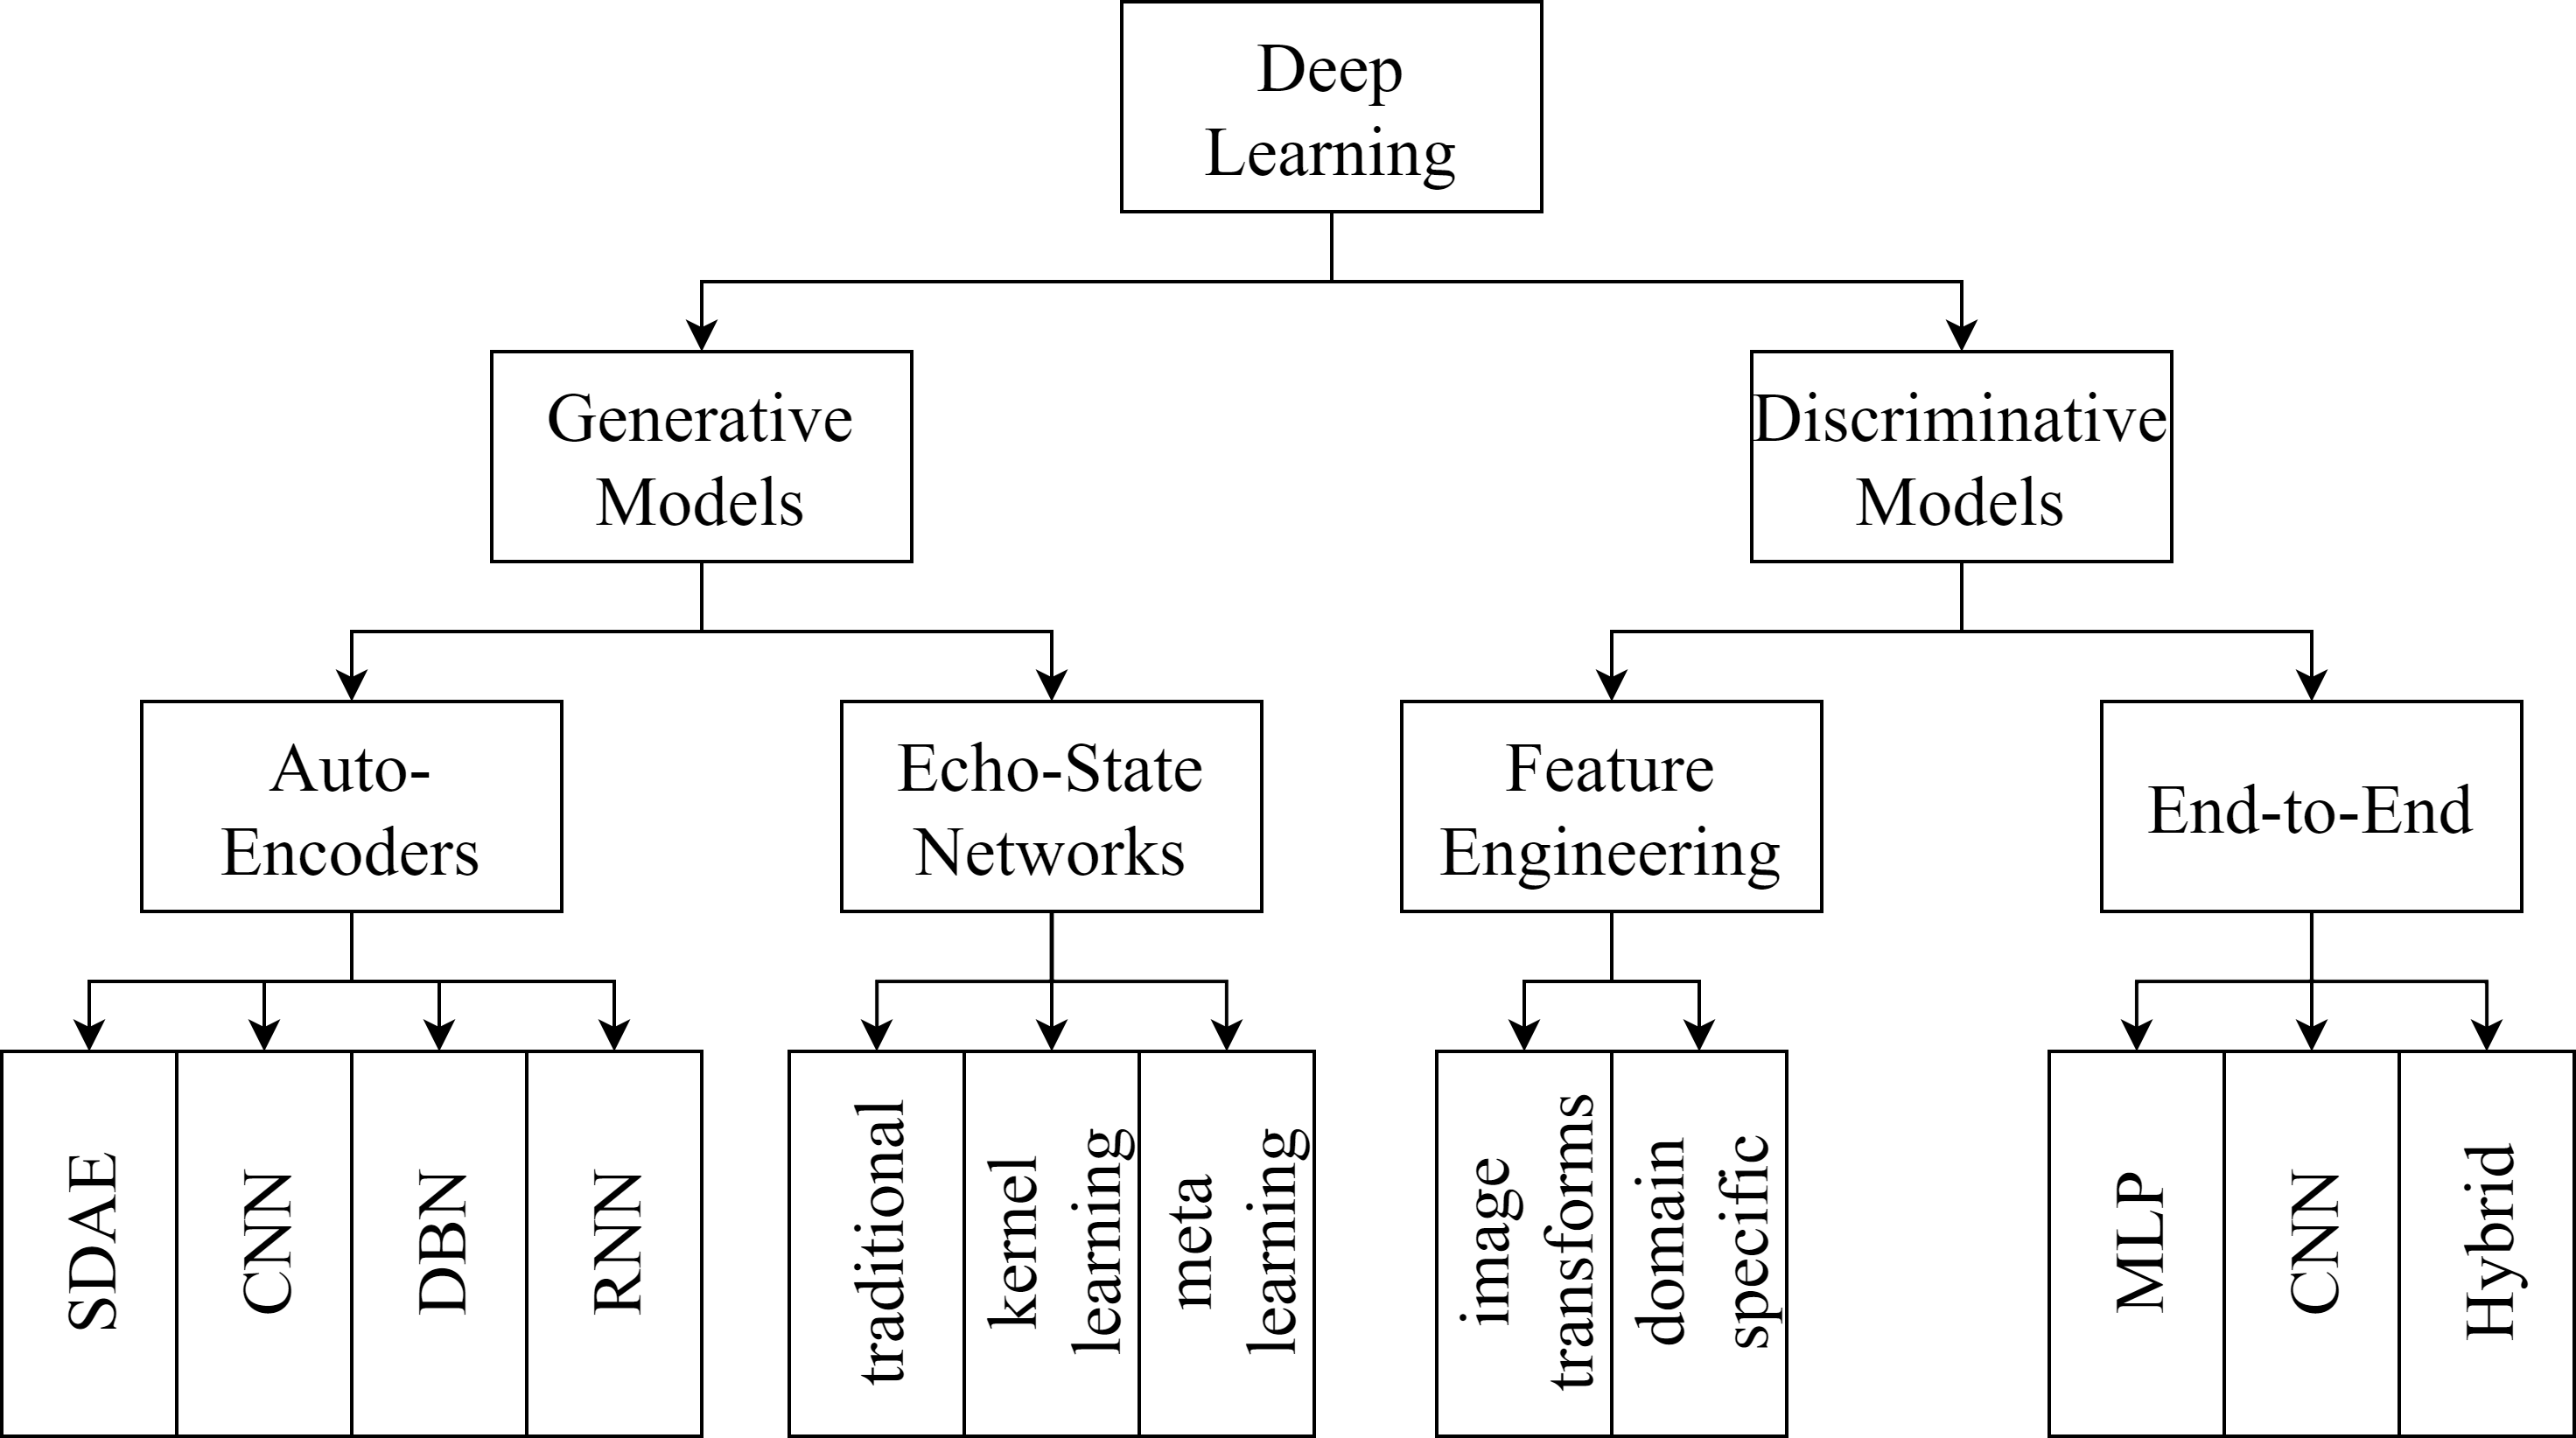 Deep
Learning
Generative
Models
Discriminative
Models
Auto-
Encoders
Echo-State
Networks
Feature
Engineering
End-to-End
SDAE
CNN
DBN
RNN
traditional
kernel
learning
meta
learning
image
transforms
domain
specific
MLP
CNN
Hybrid